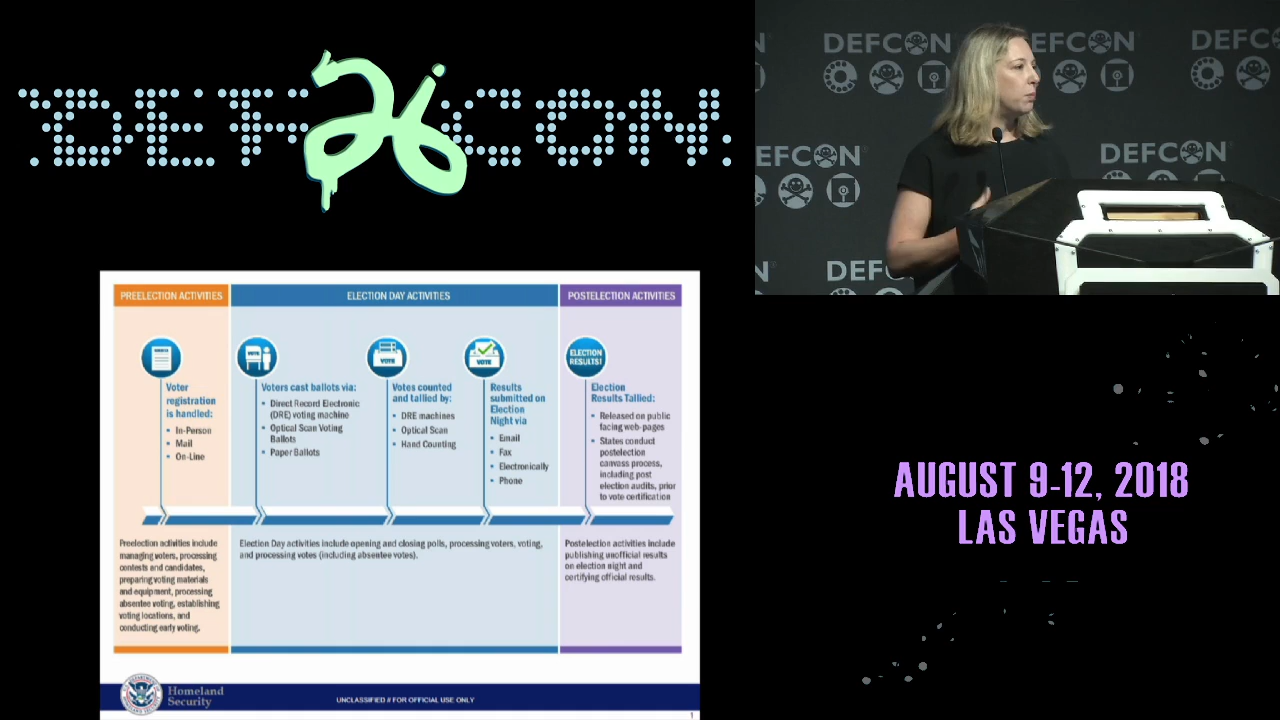 DEFCON
26
DEFCON
DEFCON
DEFCON
DEFCON
DEFCON
AUGUST 9-12, 2018
LAS VEGAS
PREELECTION ACTIVITIES
ELECTION DAY ACTIVITIES
POSTELECTION ACTIVITIES
VOTE
VOTE
VOTE
ELECTION
RESULTS!
Voter
registration
is handled:
▪ In-Person
▪ Mail
▪ On-Line
Voters cast ballots via:
▪ Direct Record Electronic
(DRE) voting machine
▪ Optical Scan Voting
Ballots
▪ Paper Ballots
Votes counted
and tallied by:
▪ DRE machines
▪ Optical Scan
▪ Hand Counting
Results
submitted on
Election
Night via
▪ Email
▪ Fax
▪ Electronically
▪ Phone
Election
Results Tallied:
▪ Released on public
facing web-pages
▪ States conduct
postelection
canvass process,
including post
election audits, prior
to vote certification
Preelection activities include
managing voters, processing
contests and candidates,
preparing voting materials
and equipment, processing
absentee voting, establishing
voting locations, and
conducting early voting.
Election Day activities include opening and closing polls, processing voters, voting,
and processing votes (including absentee votes).
Postelection activities include
publishing unofficial results
on election night and
certifying official results.
Homeland
Security
UNCLASSIFIED // FOR OFFICIAL USE ONLY
1